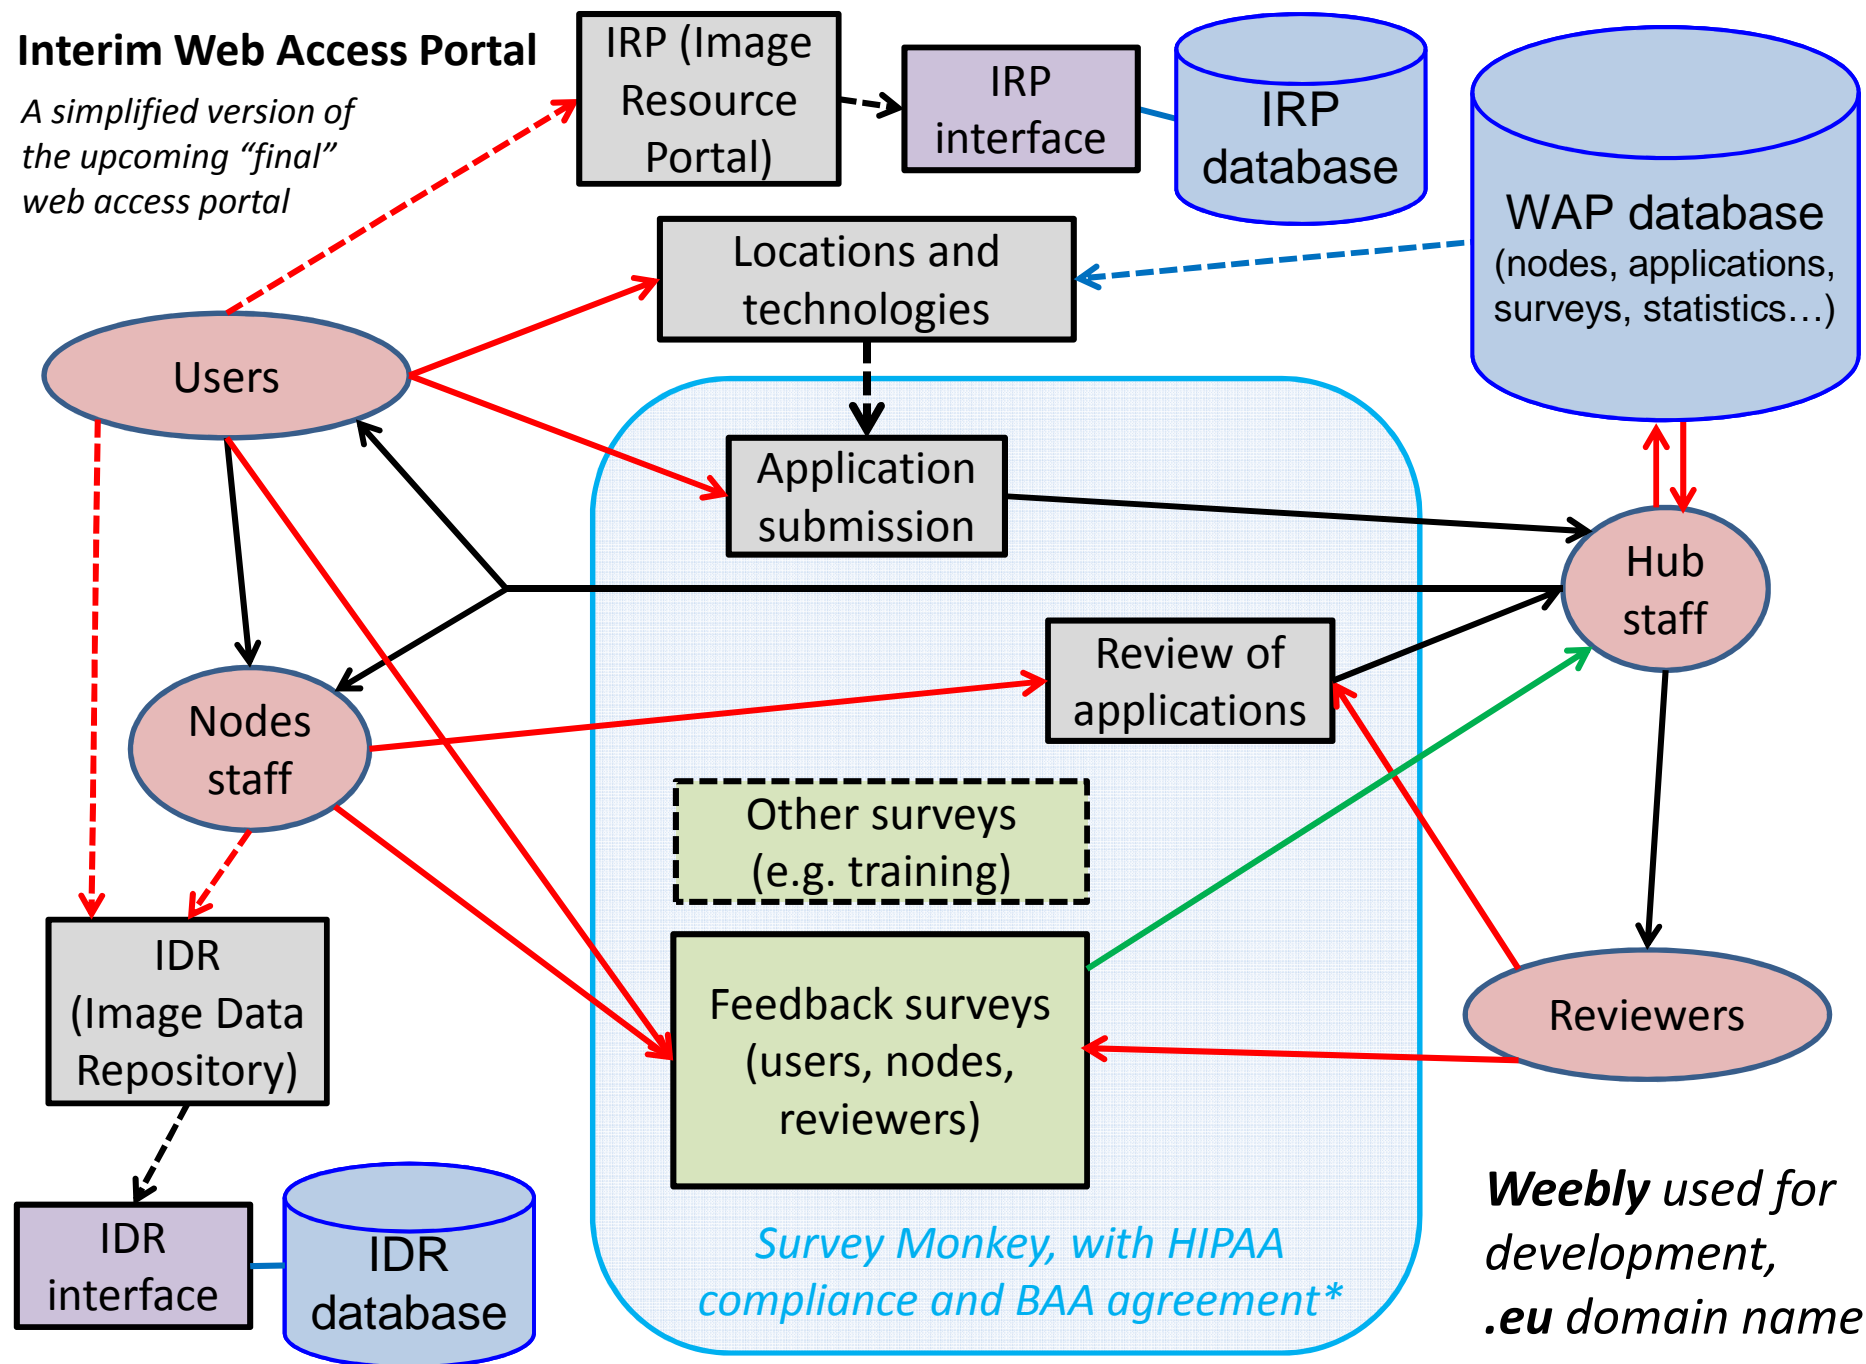 Interim Web Access Portal
A simplified version of
the upcoming “final”
web access portal
IRP (Image
Resource
Portal)
IRP
interface
IRP
database
WAP database
(nodes, applications,
surveys, statistics…)
Locations and
technologies
Users
Application
submission
Hub
staff
Review of
applications
Nodes
staff
Other surveys
(e.g. training)
IDR
(Image Data
Repository)
Feedback surveys
(users, nodes,
reviewers)
Reviewers
IDR
interface
IDR
database
Survey Monkey, with HIPAA
compliance and BAA agreement*
Weebly used for
development,
.eu domain name